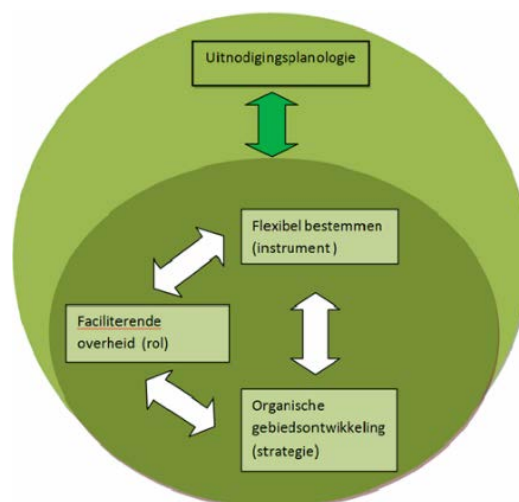 Uitnodigingsplanologie
Flexibel bestemmen
(instrument)
Faciliterende
overheid (rol)
Organische
gebiedsontwikkeling
(strategie)